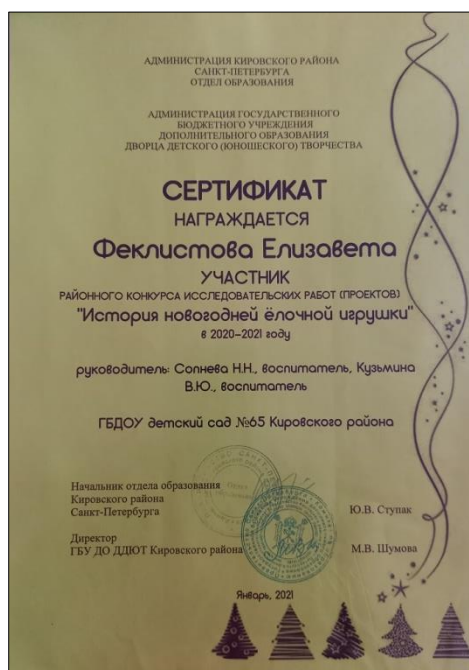 АДМИНИСТРАЦИЯ КИРОВСКОГО РАЙОНА
САНКТ-ПЕТЕРБУРГА
ОТДЕЛ ОБРАЗОВАНИЯ
АДМИНИСТРАЦИЯ ГОСУДАРСТВЕННОГО
БЮДЖЕТНОГО УЧРЕЖДЕНИЯ
ДОПОЛНИТЕЛЬНОГО ОБРАЗОВАНИЯ
ДВОРЦА ДЕТСКОГО (ЮНОШЕСКОГО) ТВОРЧЕСТВА
СЕРТИФИКАТ
НАГРАЖДАЕТСЯ
Феклистова Елизавета
УЧАСТНИК
РАЙОННОГО КОНКУРСА ИССЛЕДОВАТЕЛЬСКИХ РАБОТ (ПРОЕКТОВ)
"История новогодней ёлочной игрушки"
в 2020-2021 году
руководитель: Сопнева Н.Н., воспитатель, Кузьмина
В.Ю., воспитатель
ГБДОУ детский сад №65 Кировского района
Начальник отдела образования
Кировского района
Санкт-Петербурга
Ю.В. Ступак
Директор
ГБУ ДО ДДЮТ Кировского района
М.В. Шумова
Январь, 2021